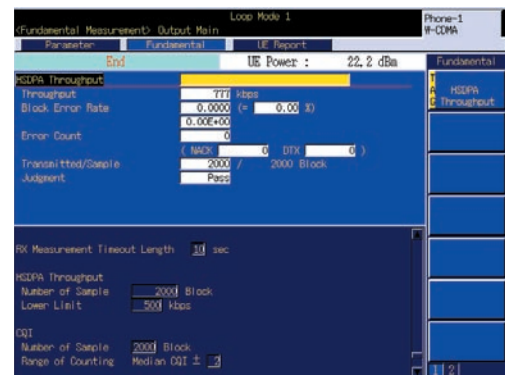 Loop Mode 1
<Fundamental Measurement> Output Main
Phone-1
W-CDMA
Parameter Fundamental UE Report
End UE Power : 22.2 dBm
Fundamental
HSDPA Throughput
Throughput 777 kbps
Block Error Rate 0.0000 (= 0.00 %)
0.00E+00
Error Count 0
( NACK 0 DTX 0 )
Transmitted/Sample 2000 / 2000 Block
Judgment Pass
TAG
HSDPA
Throughput
RX Measurement Timeout Length 10 sec
HSDPA Throughput
Number of Sample 2000 Block
Lower Limit 500 kbps
CQI
Number of Sample 2000 Block
Range of Counting Median CQI ± 2
1 2